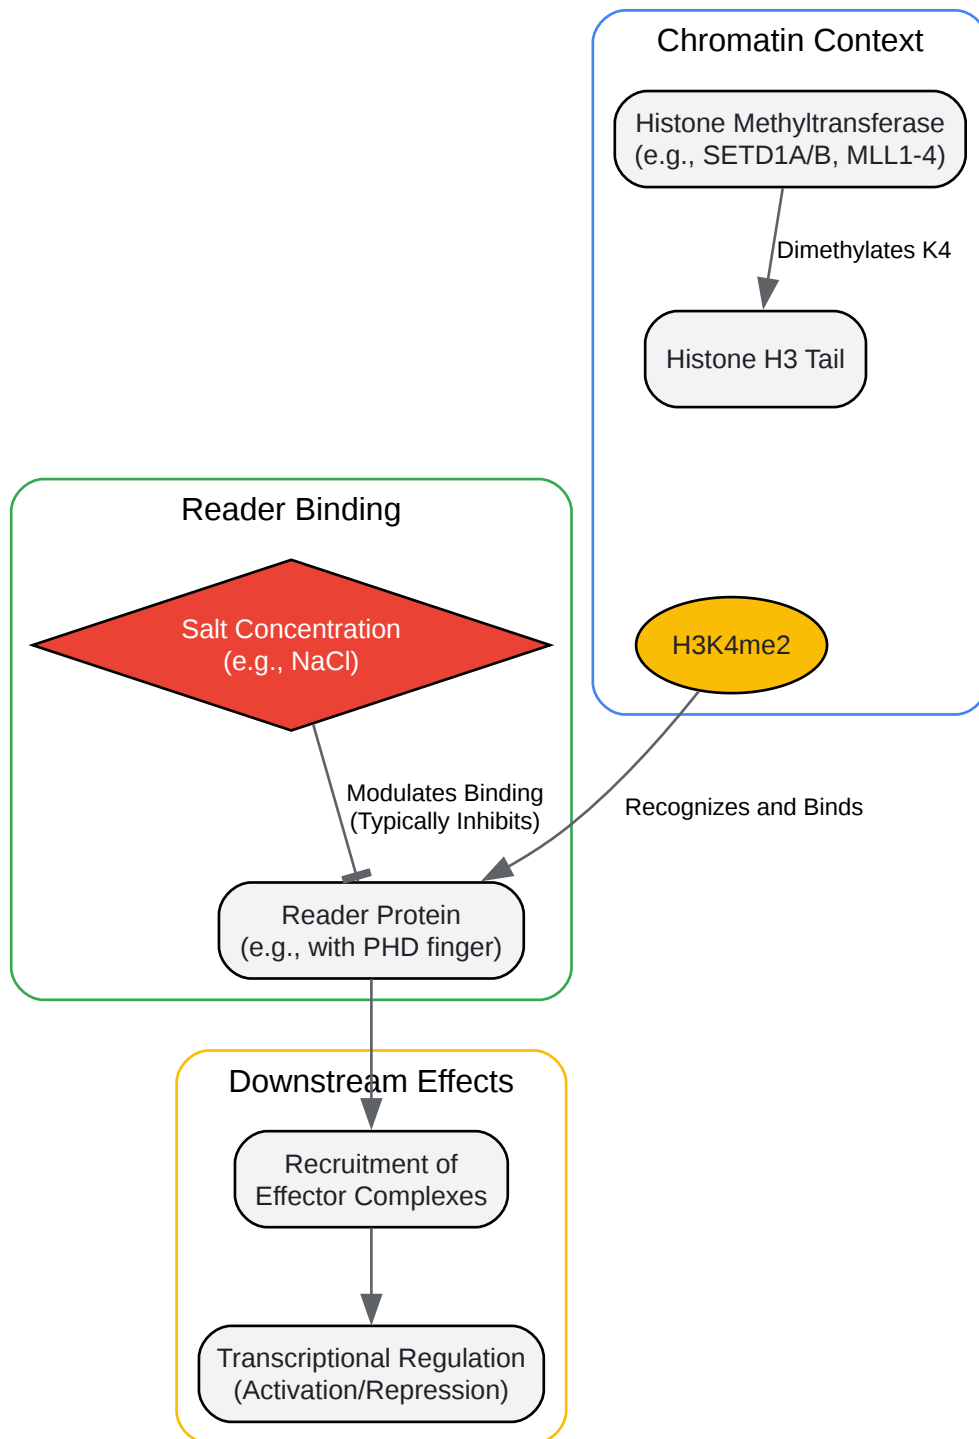 Chromatin Context
Histone Methyltransferase
(e.g., SETD1A/B, MLL1-4)
Dimethylates K4
Histone H3 Tail
Reader Binding
Salt Concentration
(e.g., NaCl)
H3K4me2
Modulates Binding
(Typically Inhibits)
Recognizes and Binds
Reader Protein
(e.g., with PHD finger)
Downstream Effects
Recruitment of
Effector Complexes
Transcriptional Regulation
(Activation/Repression)